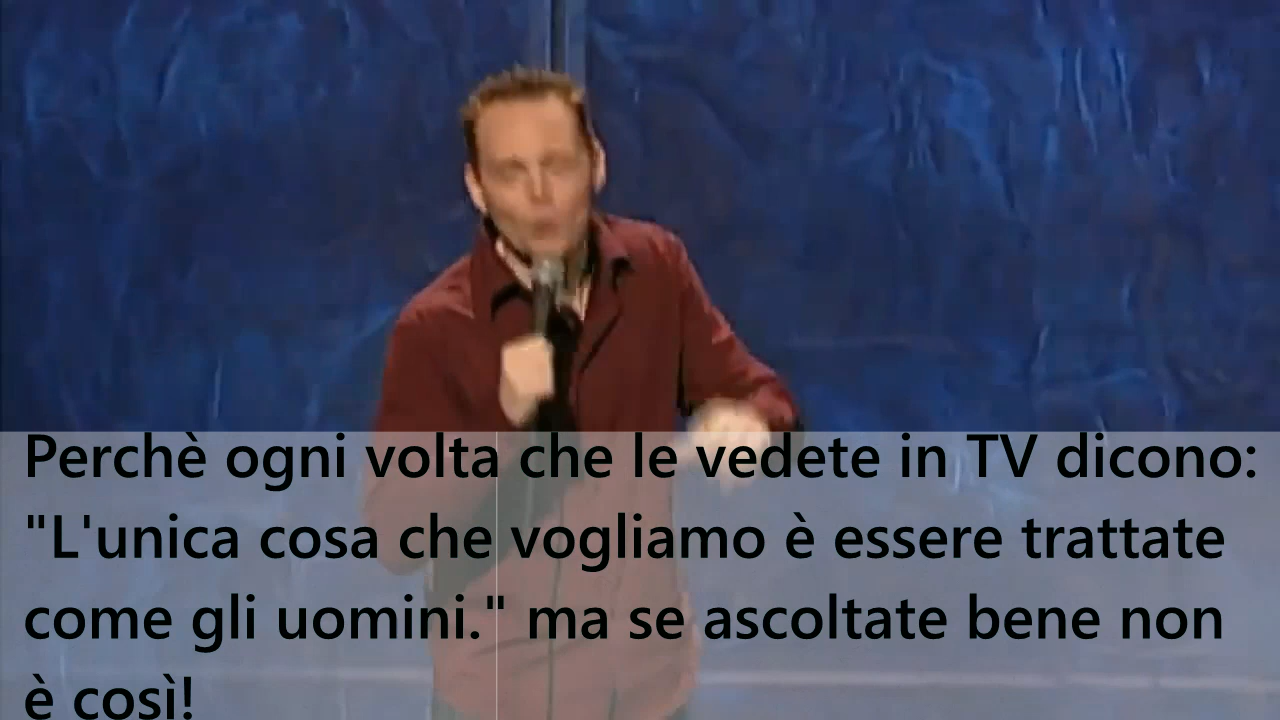 Perchè ogni volta che le vedete in TV dicono:
"L'unica cosa che vogliamo è essere trattate
come gli uomini." ma se ascoltate bene non
è così!